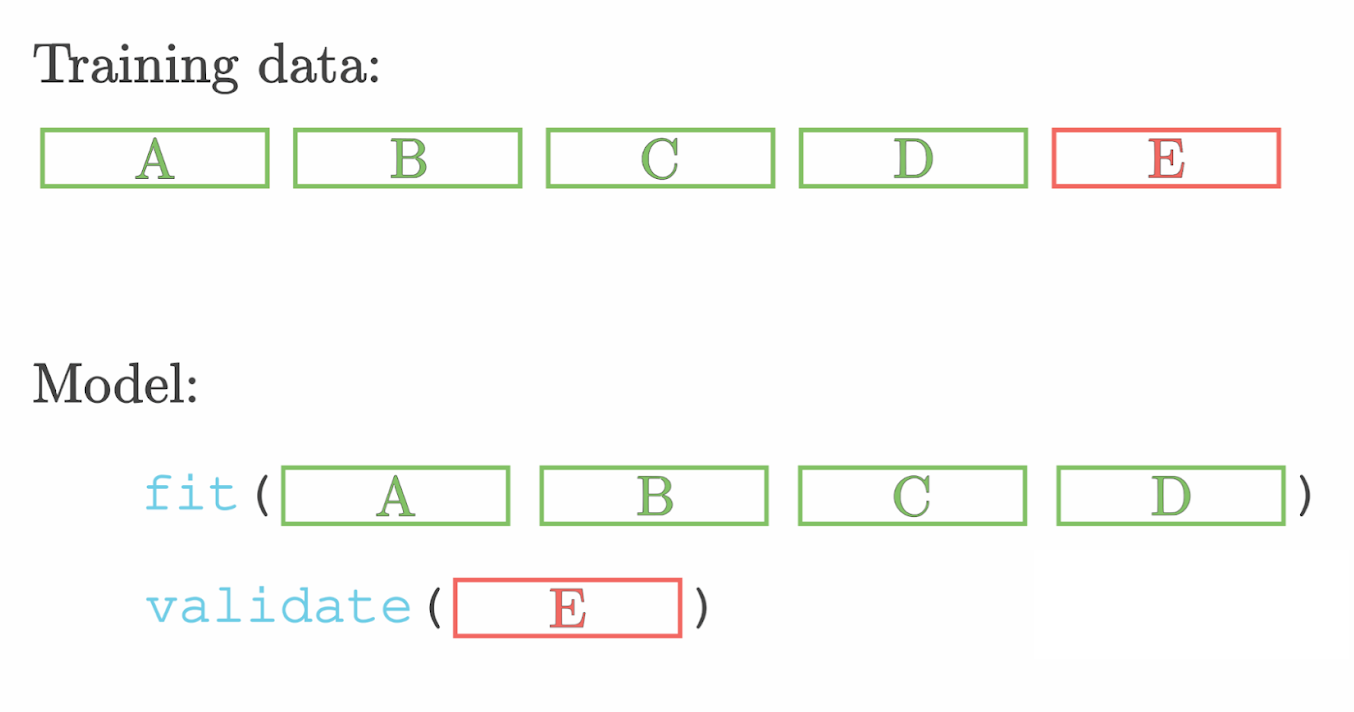 Training data:
A B C D E
Model:
fit( A B C D )
validate( E )